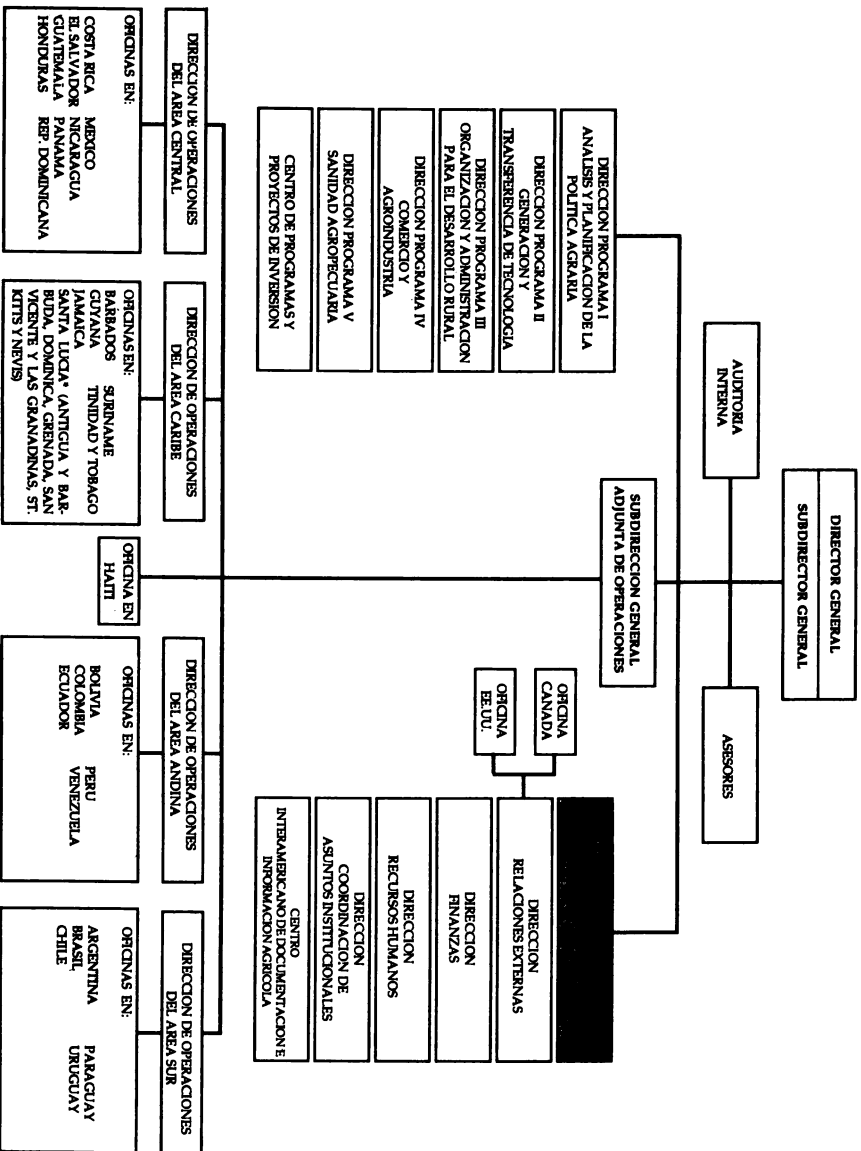 DIRECTOR GENERAL
SUBDIRECTOR GENERAL
AUDITORIA
INTERNA
ASESORES
SUBDIRECCION GENERAL
ADJUNTA DE OPERACIONES
DIRECCION PROGRAMA I
ANALISIS Y PLANIFICACION DE LA
POLITICA AGRARIA
DIRECCION PROGRAMA II
GENERACION Y
TRANSFERENCIA DE TECNOLOGIA
DIRECCION PROGRAMA III
ORGANIZACION Y ADMINISTRACION
PARA EL DESARROLLO RURAL
DIRECCION PROGRAMA IV
COMERCIO Y
AGROINDUSTRIA
DIRECCION PROGRAMA V
SANIDAD AGROPECUARIA
CENTRO DE PROGRAMAS Y
PROYECTOS DE INVERSION
OFICINA
CANADA
OFICINA
EE.UU.
DIRECCION
RELACIONES EXTERNAS
DIRECCION
FINANZAS
DIRECCION
RECURSOS HUMANOS
DIRECCION
COORDINACION DE
ASUNTOS INSTITUCIONALES
CENTRO
INTERAMERICANO DE DOCUMENTACION E
INFORMACION AGRICOLA
DIRECCION DE OPERACIONES
DEL AREA CENTRAL
OFICINAS EN:
COSTA RICA MEXICO
EL SALVADOR NICARAGUA
GUATEMALA PANAMA
HONDURAS REP. DOMINICANA
DIRECCION DE OPERACIONES
DEL AREA CARIBE
OFICINAS EN:
BARBADOS SURINAME
GUYANA TINIDAD Y TOBAGO
JAMAICA
SANTA LUCIA* (ANTIGUA Y BAR-
BUDA, DOMINICA, GRENADA, SAN
VICENTE Y LAS GRANADINAS, ST.
KITTS Y NEVIS)
OFICINA EN
HAITI
DIRECCION DE OPERACIONES
DEL AREA ANDINA
OFICINAS EN:
BOLIVIA PERU
COLOMBIA VENEZUELA
ECUADOR
DIRECCION DE OPERACIONES
DEL AREA SUR
OFICINAS EN:
ARGENTINA PARAGUAY
BRASIL URUGUAY
CHILE